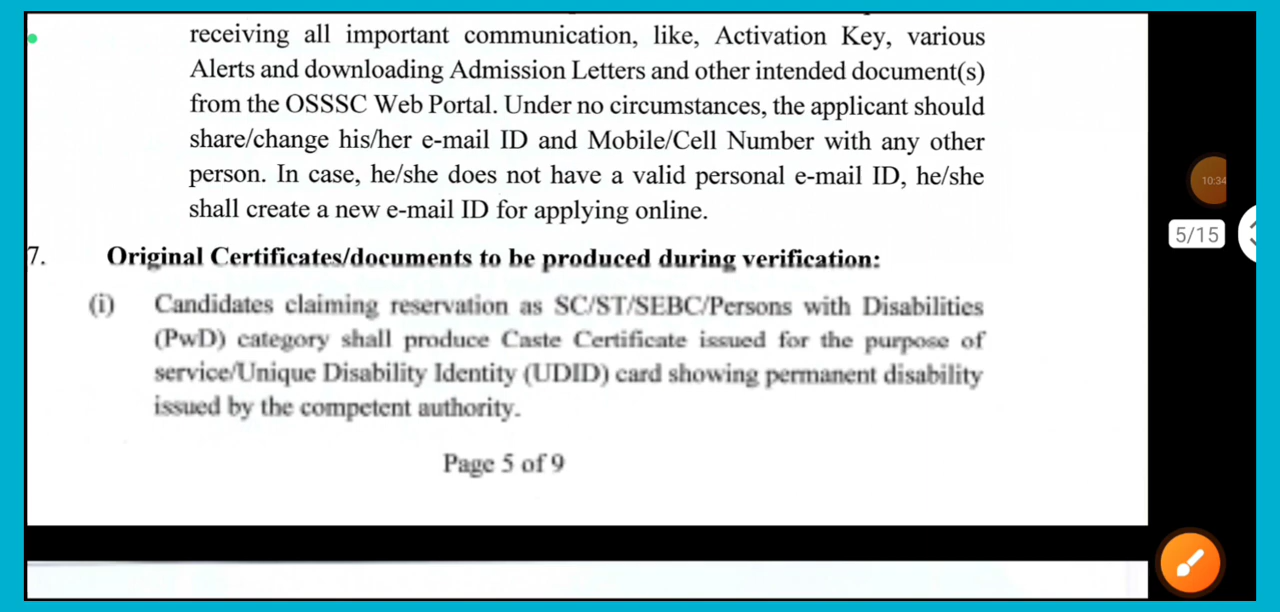 receiving all important communication, like, Activation Key, various
Alerts and downloading Admission Letters and other intended document(s)
from the OSSSC Web Portal. Under no circumstances, the applicant should
share/change his/her e-mail ID and Mobile/Cell Number with any other
person. In case, he/she does not have a valid personal e-mail ID, he/she
shall create a new e-mail ID for applying online.
7. Original Certificates/documents to be produced during verification:
(i) Candidates claiming reservation as SC/ST/SEBC/Persons with Disabilities
(PwD) category shall produce Caste Certificate issued for the purpose of
service/Unique Disability Identity (UDID) card showing permanent disability
issued by the competent authority.
Page 5 of 9
10:34
5/15